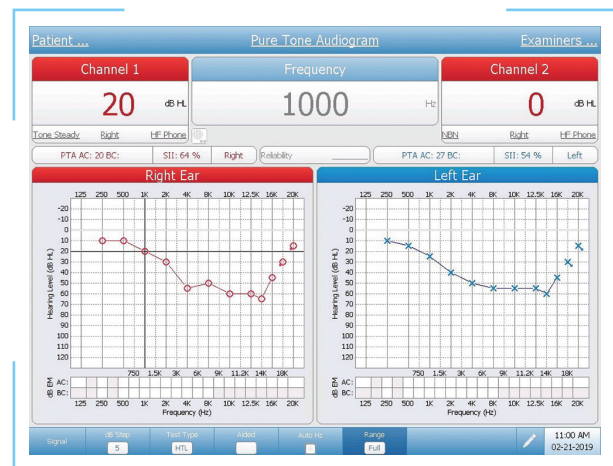 Patient ... Pure Tone Audiogram Examiners ...
Channel 1 Frequency Channel 2
20 dB HL 1000 Hz 0 dB HL
Tone Steady Right HF Phone NBN Right HF Phone
PTA AC: 20 BC: SII: 64 % Right Reliability PTA AC: 27 BC: SII: 54 % Left
Right Ear Left Ear
125 250 500 1K 2K 4K 8K 10K 12.5K 16K 20K 125 250 500 1K 2K 4K 8K 10K 12.5K 16K 20K
-20 -20
-10 -10
0 0
10 10
20 20
30 30
40 40
50 50
60 60
70 70
80 80
90 90
100 100
110 110
120 120
Hearing Level (dB HL) Hearing Level (dB HL)
750 1.5K 3K 6K 9K 11.2K 14K 18K 750 1.5K 3K 6K 9K 11.2K 14K 18K
dB EM AC: dB EM AC:
BC: BC:
125 250 500 1K 2K 4K 8K 10K 12.5K 16K 20K 125 250 500 1K 2K 4K 8K 10K 12.5K 16K 20K
Frequency (Hz) Frequency (Hz)
Signal dB Step Test Type Aided Auto Hz Range 11:00 AM
5 HTL Full 02-21-2019